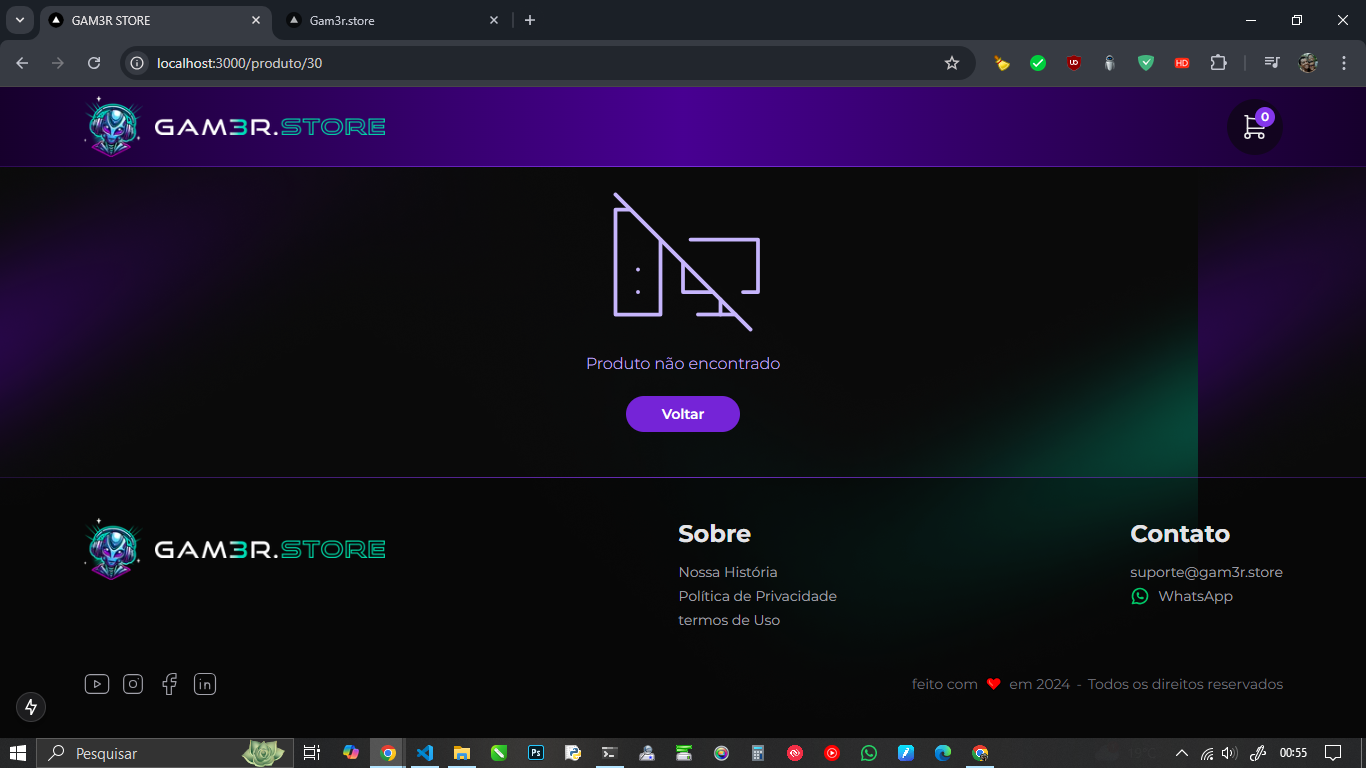 GAM3R STORE
Gam3r.store
localhost:3000/produto/30
UD
HD
GAM3R.STORE
0
Produto não encontrado
Voltar
GAM3R.STORE
Sobre
Nossa História
Política de Privacidade
termos de Uso
Contato
suporte@gam3r.store
WhatsApp
feito com ❤ em 2024 - Todos os direitos reservados
Pesquisar
Ps
00:55